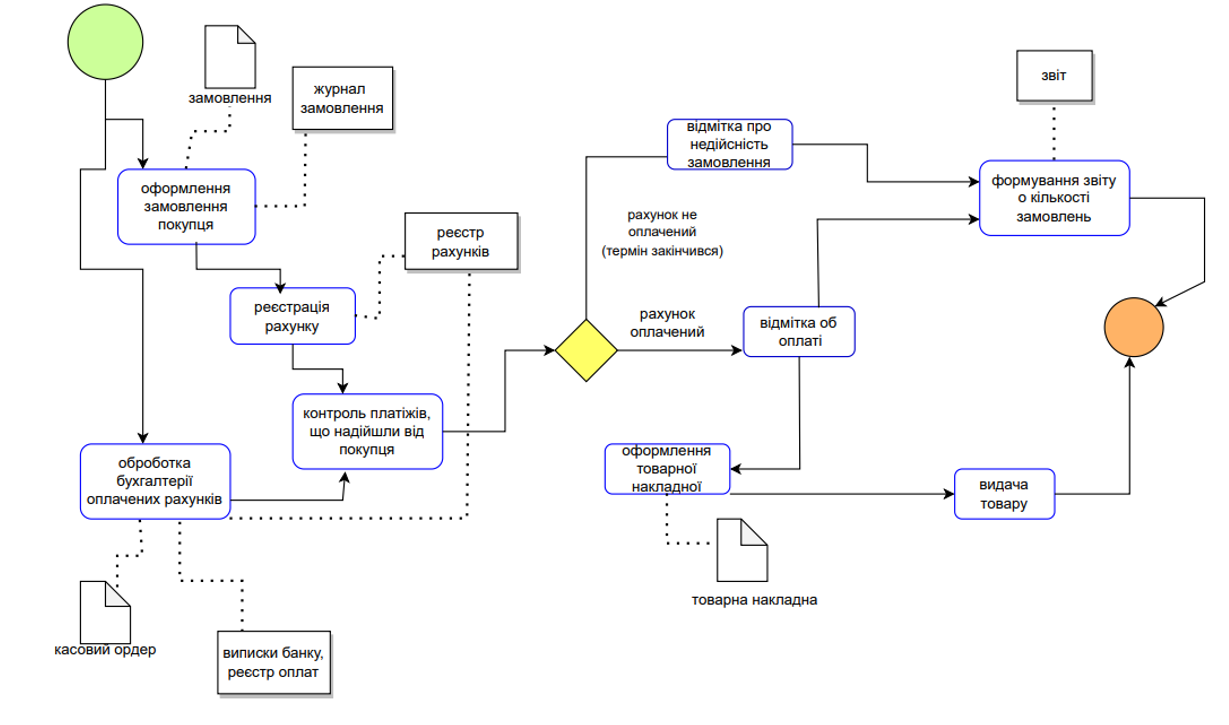 замовлення
журнал
замовлення
оформлення
замовлення
покупця
реєстр
рахунків
реєстрація
рахунку
контроль платіжів,
що надійшли від
покупця
оброботка
бухгалтерії
оплачених рахунків
касовий ордер
виписки банку,
реєстр оплат
відмітка про
недійсність
замовлення
рахунок не
оплачений
(термін закінчився)
рахунок
оплачений
відмітка об
оплаті
звіт
формування звіту
о кількості
замовлень
оформлення
товарної
накладної
товарна накладна
видача
товару